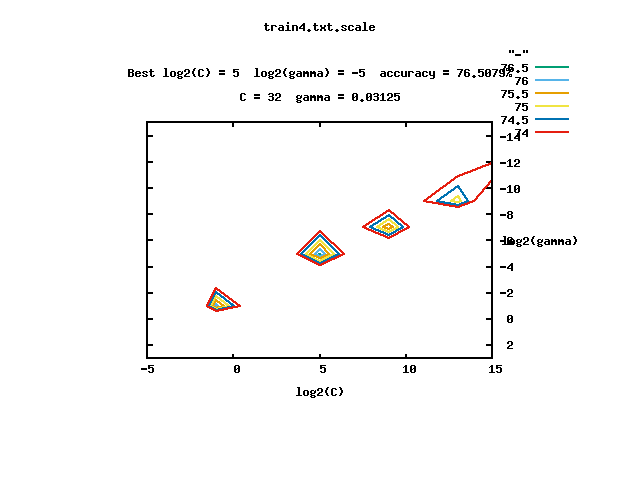 train4.txt.scale
"-"
Best log2(C) = 5  log2(gamma) = -5  accuracy = 76.5079%
76.5
76
75.5
75
74.5
74
C = 32  gamma = 0.03125
-14
-12
-10
-8
-6
log2(gamma)
-4
-2
0
2
-5 0 5 10 15
log2(C)